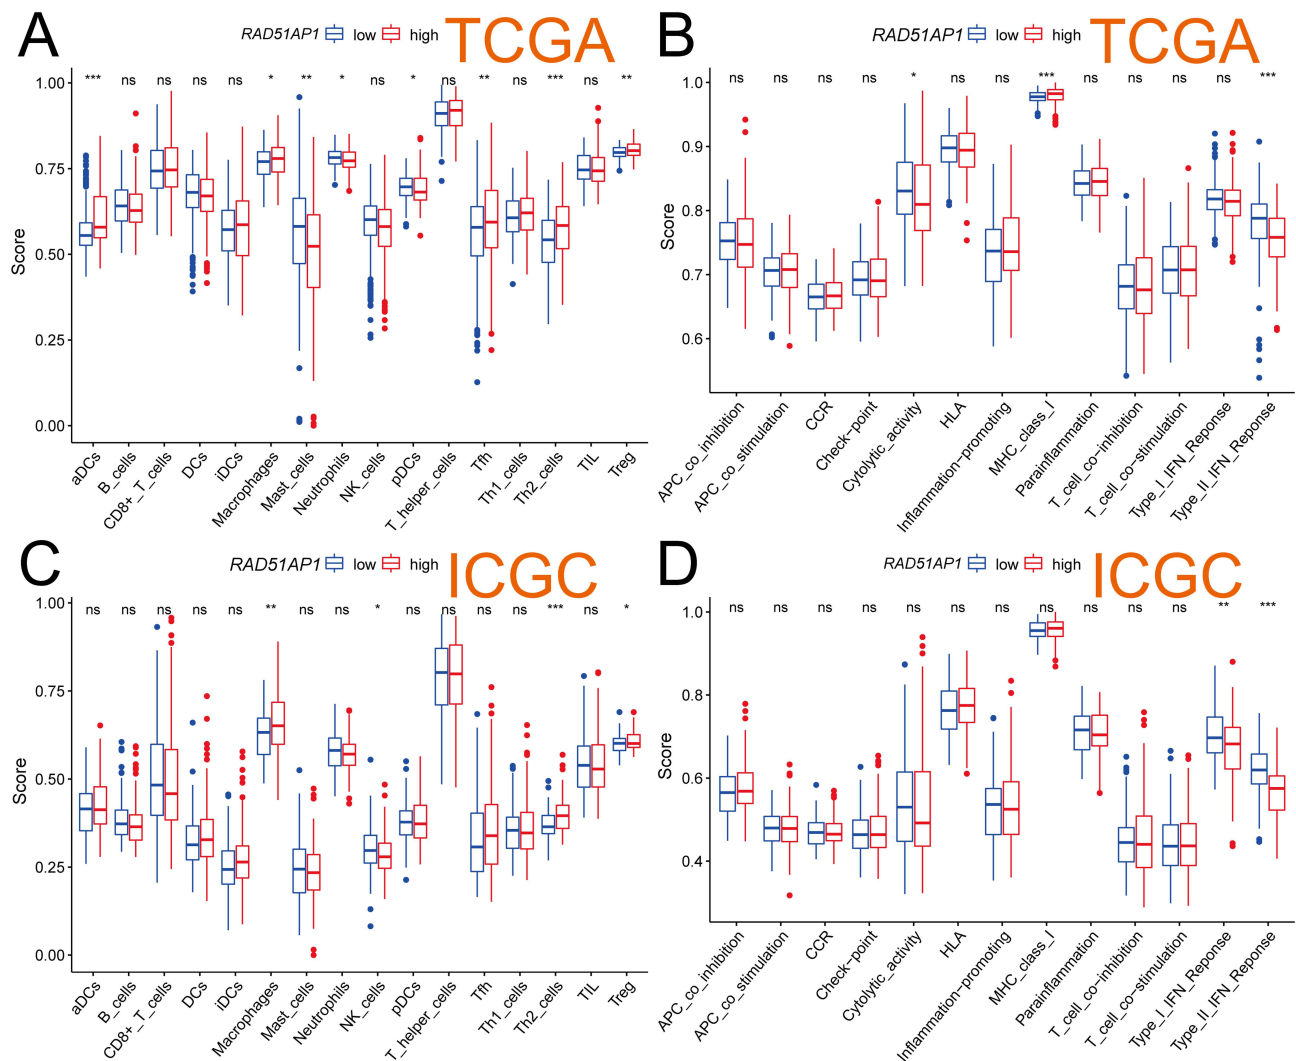 A
RAD51AP1 low high
TCGA
*** ns ns ns ns * ** * ns * ns ** ns *** ns **
1.00
0.75
0.50
0.25
0.00
Score
aDCs
B_cells
CD8+_T_cells
DCs
iDCs
Macrophages
Mast_cells
Neutrophils
NK_cells
pDCs
T_helper_cells
Tfh
Th1_cells
Th2_cells
TIL
Treg
B
RAD51AP1 low high
TCGA
ns ns ns ns * ns ns *** ns ns ns ns ***
1.0
0.9
0.8
0.7
0.6
Score
APC_co_inhibition
APC_co_stimulation
CCR
Check-point
Cytolytic_activity
HLA
Inflammation-promoting
MHC_class_I
Parainflammation
T_cell_co-inhibition
T_cell_co-stimulation
Type_I_IFN_Reponse
Type_II_IFN_Reponse
C
RAD51AP1 low high
ICGC
ns ns ns ns ns ** ns ns * ns ns ns ns *** ns *
1.00
0.75
0.50
0.25
0.00
Score
aDCs
B_cells
CD8+_T_cells
DCs
iDCs
Macrophages
Mast_cells
Neutrophils
NK_cells
pDCs
T_helper_cells
Tfh
Th1_cells
Th2_cells
TIL
Treg
D
RAD51AP1 low high
ICGC
ns ns ns ns ns ns ns ns ns ns ns ** ***
1.0
0.8
0.6
0.4
Score
APC_co_inhibition
APC_co_stimulation
CCR
Check-point
Cytolytic_activity
HLA
Inflammation-promoting
MHC_class_I
Parainflammation
T_cell_co-inhibition
T_cell_co-stimulation
Type_I_IFN_Reponse
Type_II_IFN_Reponse